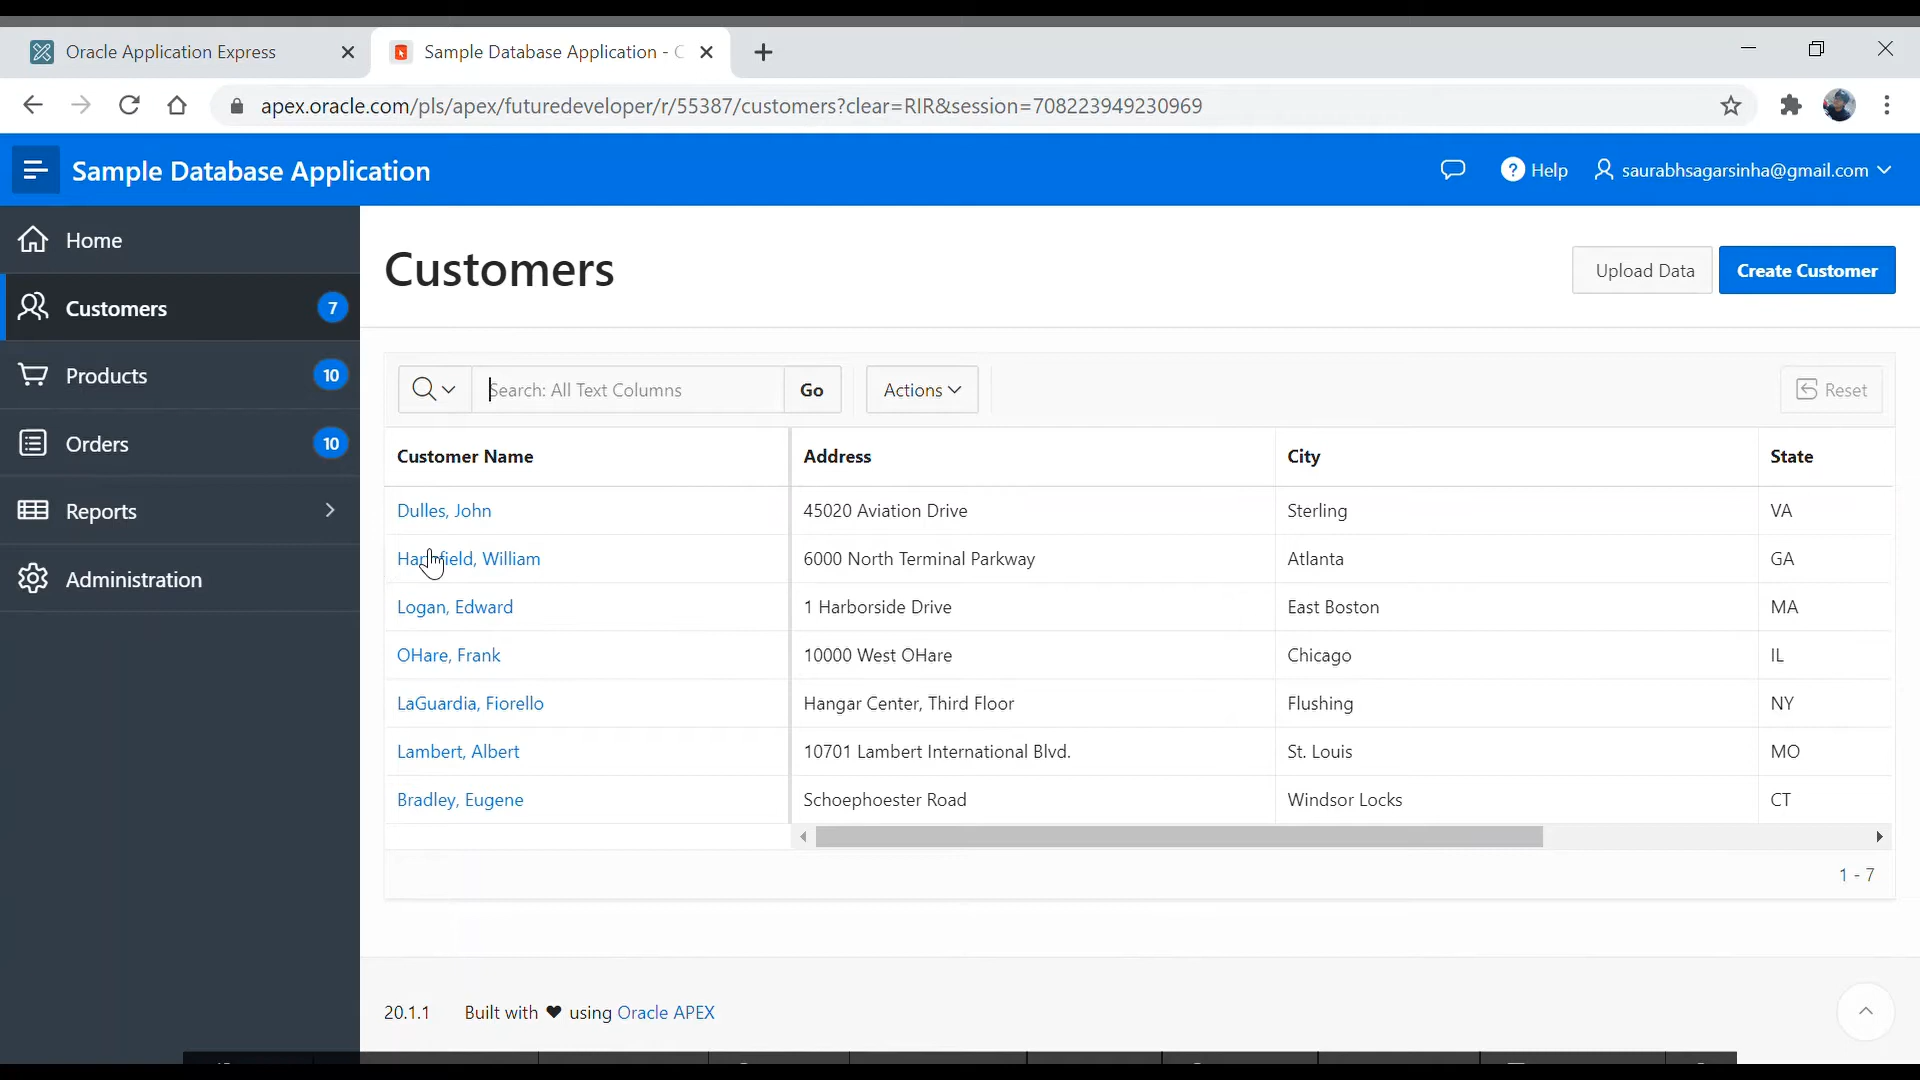 Oracle Application Express
Sample Database Application - C
apex.oracle.com/pls/apex/futuredeveloper/r/55387/customers?clear=RIR&session=708223949230969
Sample Database Application
? Help
saurabhsagarsinha@gmail.com
Home
Customers 7
Products 10
Orders 10
Reports
Administration
Customers
Upload Data
Create Customer
Search: All Text Columns
Go
Actions
Reset
Customer Name Address City State
Dulles, John 45020 Aviation Drive Sterling VA
William 6000 North Terminal Parkway Atlanta GA
Logan, Edward 1 Harborside Drive East Boston MA
OHare, Frank 10000 West OHare Chicago IL
LaGuardia, Fiorello Hangar Center, Third Floor Flushing NY
Lambert, Albert 10701 Lambert International Blvd. St. Louis MO
Bradley, Eugene Schoephoester Road Windsor Locks CT
1 - 7
20.1.1 Built with ♥ using Oracle APEX